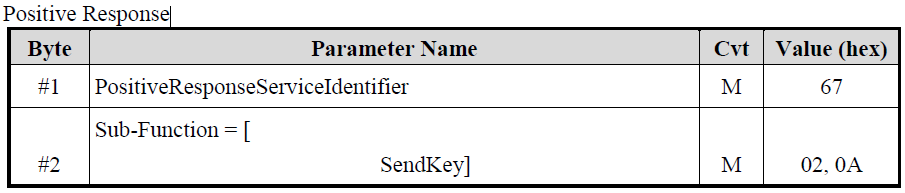 Positive Response
Byte Parameter Name Cvt Value (hex)
#1 PositiveResponseServiceIdentifier M 67
Sub-Function = [
#2 SendKey] M 02, 0A